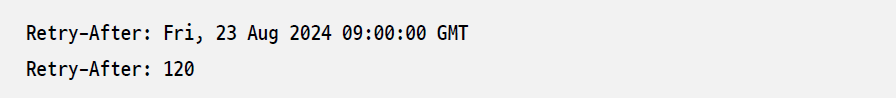 Retry-After: Fri, 23 Aug 2024 09:00:00 GMT
Retry-After: 120